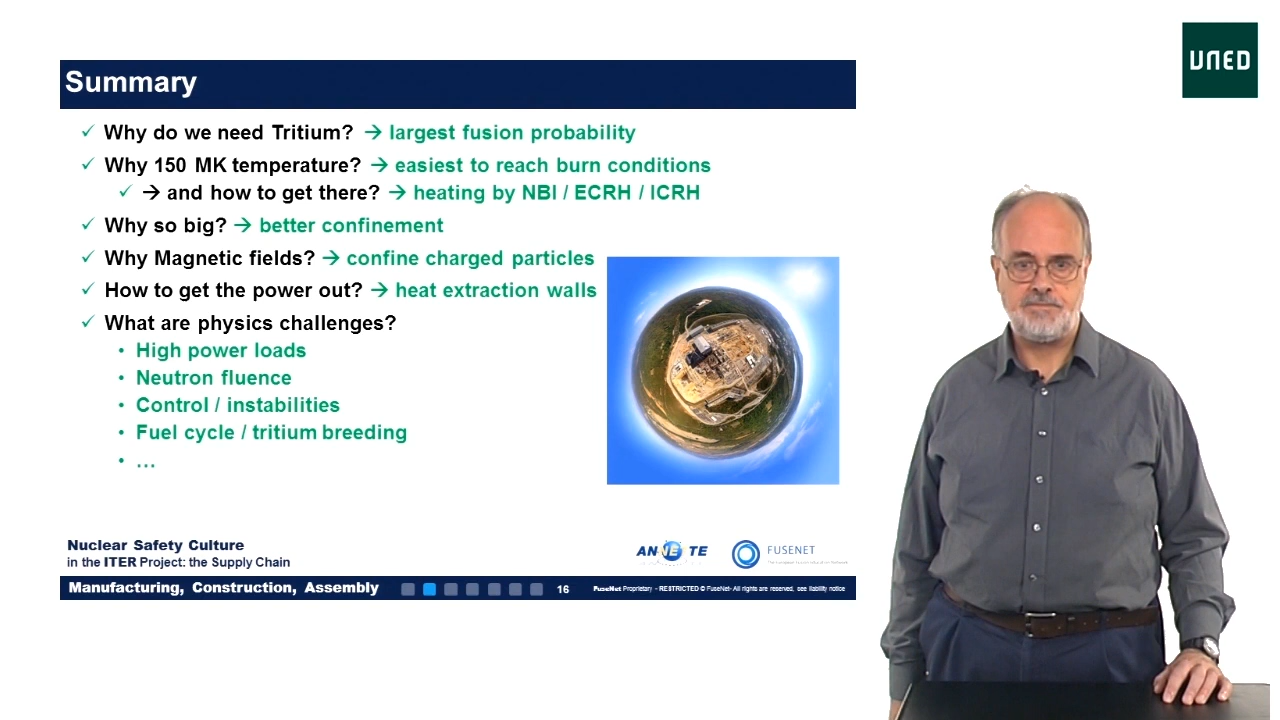 UNED
Summary
✓ Why do we need Tritium? → largest fusion probability
✓ Why 150 MK temperature? → easiest to reach burn conditions
✓ → and how to get there? → heating by NBI / ECRH / ICRH
✓ Why so big? → better confinement
✓ Why Magnetic fields? → confine charged particles
✓ How to get the power out? → heat extraction walls
✓ What are physics challenges?
• High power loads
• Neutron fluence
• Control / instabilities
• Fuel cycle / tritium breeding
• …
Nuclear Safety Culture
in the ITER Project: the Supply Chain
ANNETTE
FUSENET
Manufacturing, Construction, Assembly
16
FuseNet Proprietary – RESTRICTED © FuseNet- All rights are reserved, see liability notice